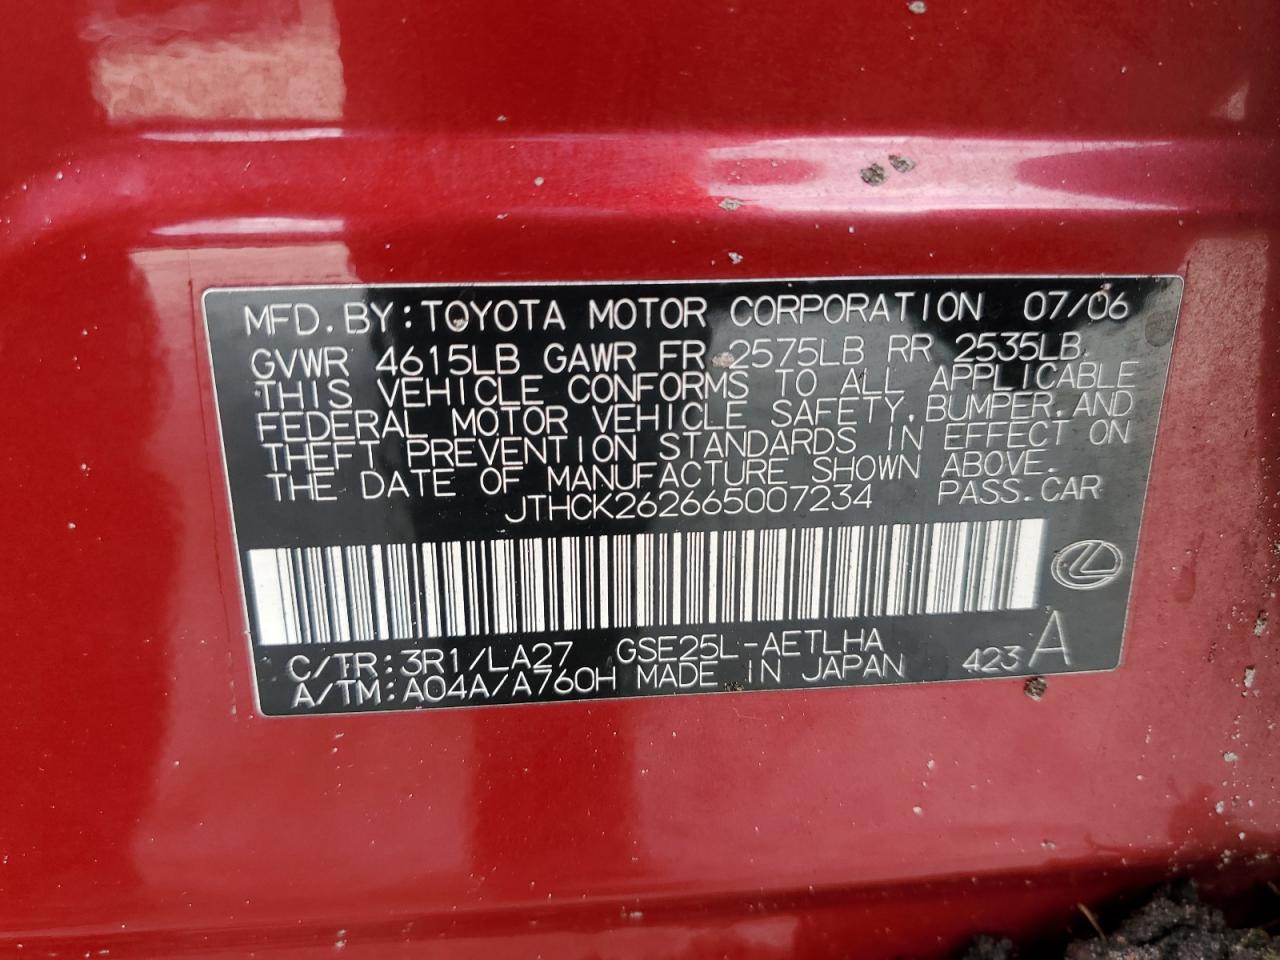 MFD. BY: TOYOTA MOTOR CORPORATION 07/06
GVWR 4615LB GAWR FR 2575LB RR 2535LB
THIS VEHICLE CONFORMS TO ALL APPLICABLE
FEDERAL MOTOR VEHICLE SAFETY, BUMPER, AND
THEFT PREVENTION STANDARDS IN EFFECT ON
THE DATE OF MANUFACTURE SHOWN ABOVE.
JTHCK262665007234 PASS. CAR
C/TR: 3R1/LA27 GSE25L-AETLHA
A/TM: A04A/A760H MADE IN JAPAN 423 A